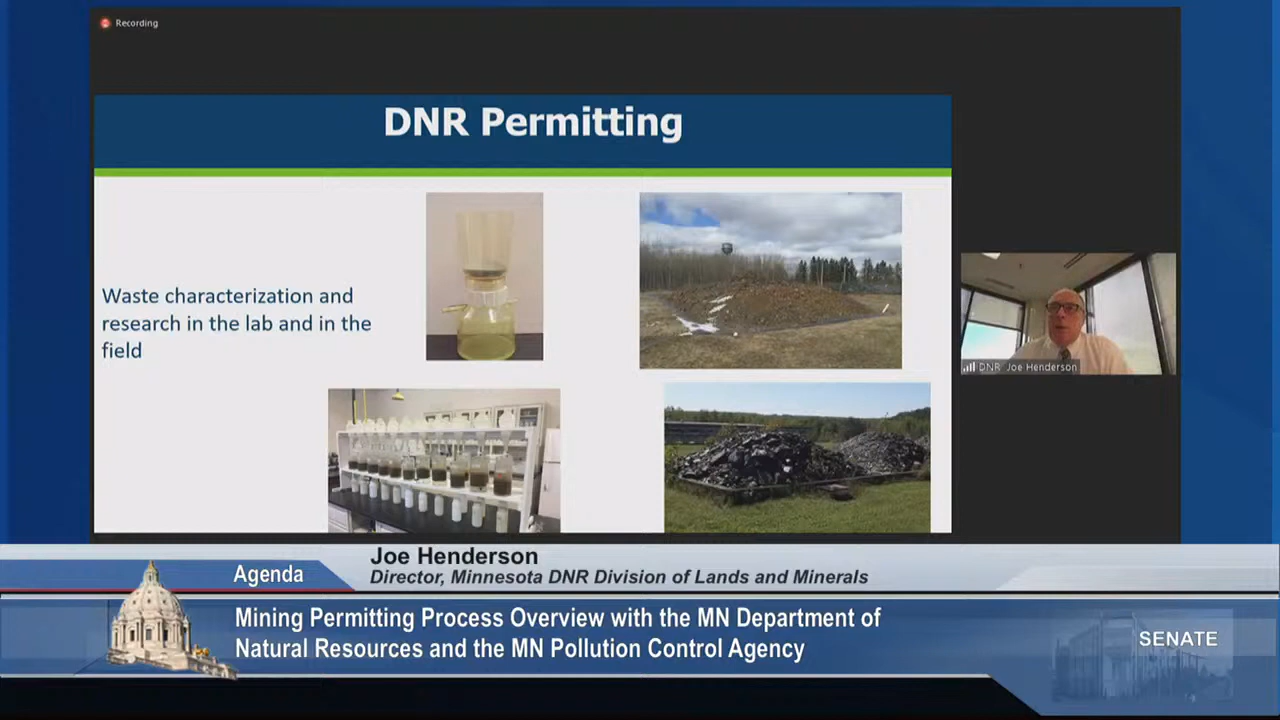 Recording
DNR Permitting
Waste characterization and
research in the lab and in the
field
DNR Joe Henderson
Joe Henderson
Director, Minnesota DNR Division of Lands and Minerals
Agenda
Mining Permitting Process Overview with the MN Department of
Natural Resources and the MN Pollution Control Agency
SENATE